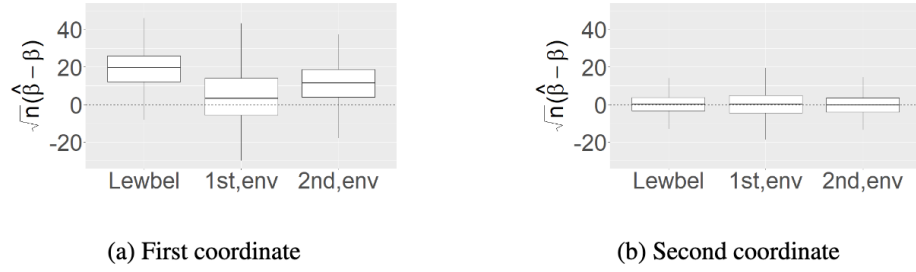 √n(β̂ − β)
40
20
0
-20
Lewbel 1st,env 2nd,env
(a) First coordinate
√n(β̂ − β)
40
20
0
-20
Lewbel 1st,env 2nd,env
(b) Second coordinate